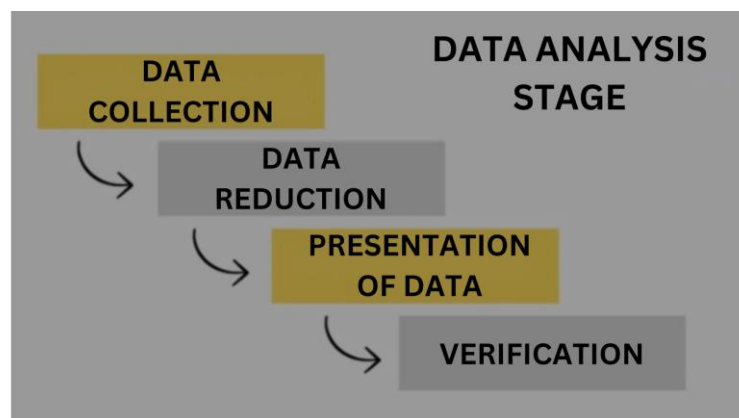 DATA ANALYSIS
STAGE
DATA
COLLECTION
DATA
REDUCTION
PRESENTATION
OF DATA
VERIFICATION